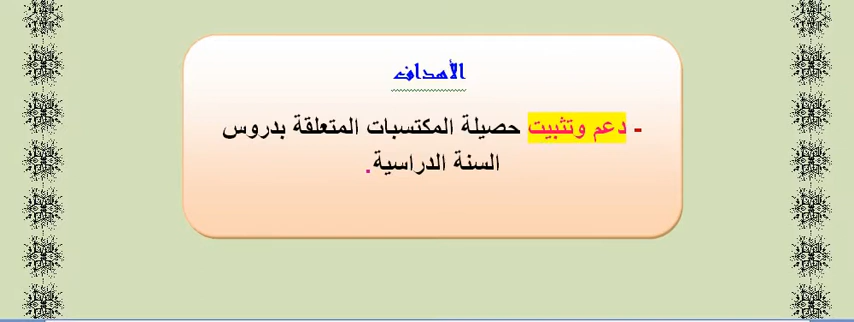 الأهداف
- دعم وتثبيت حصيلة المكتسبات المتعلقة بدروس
السنة الدراسية.